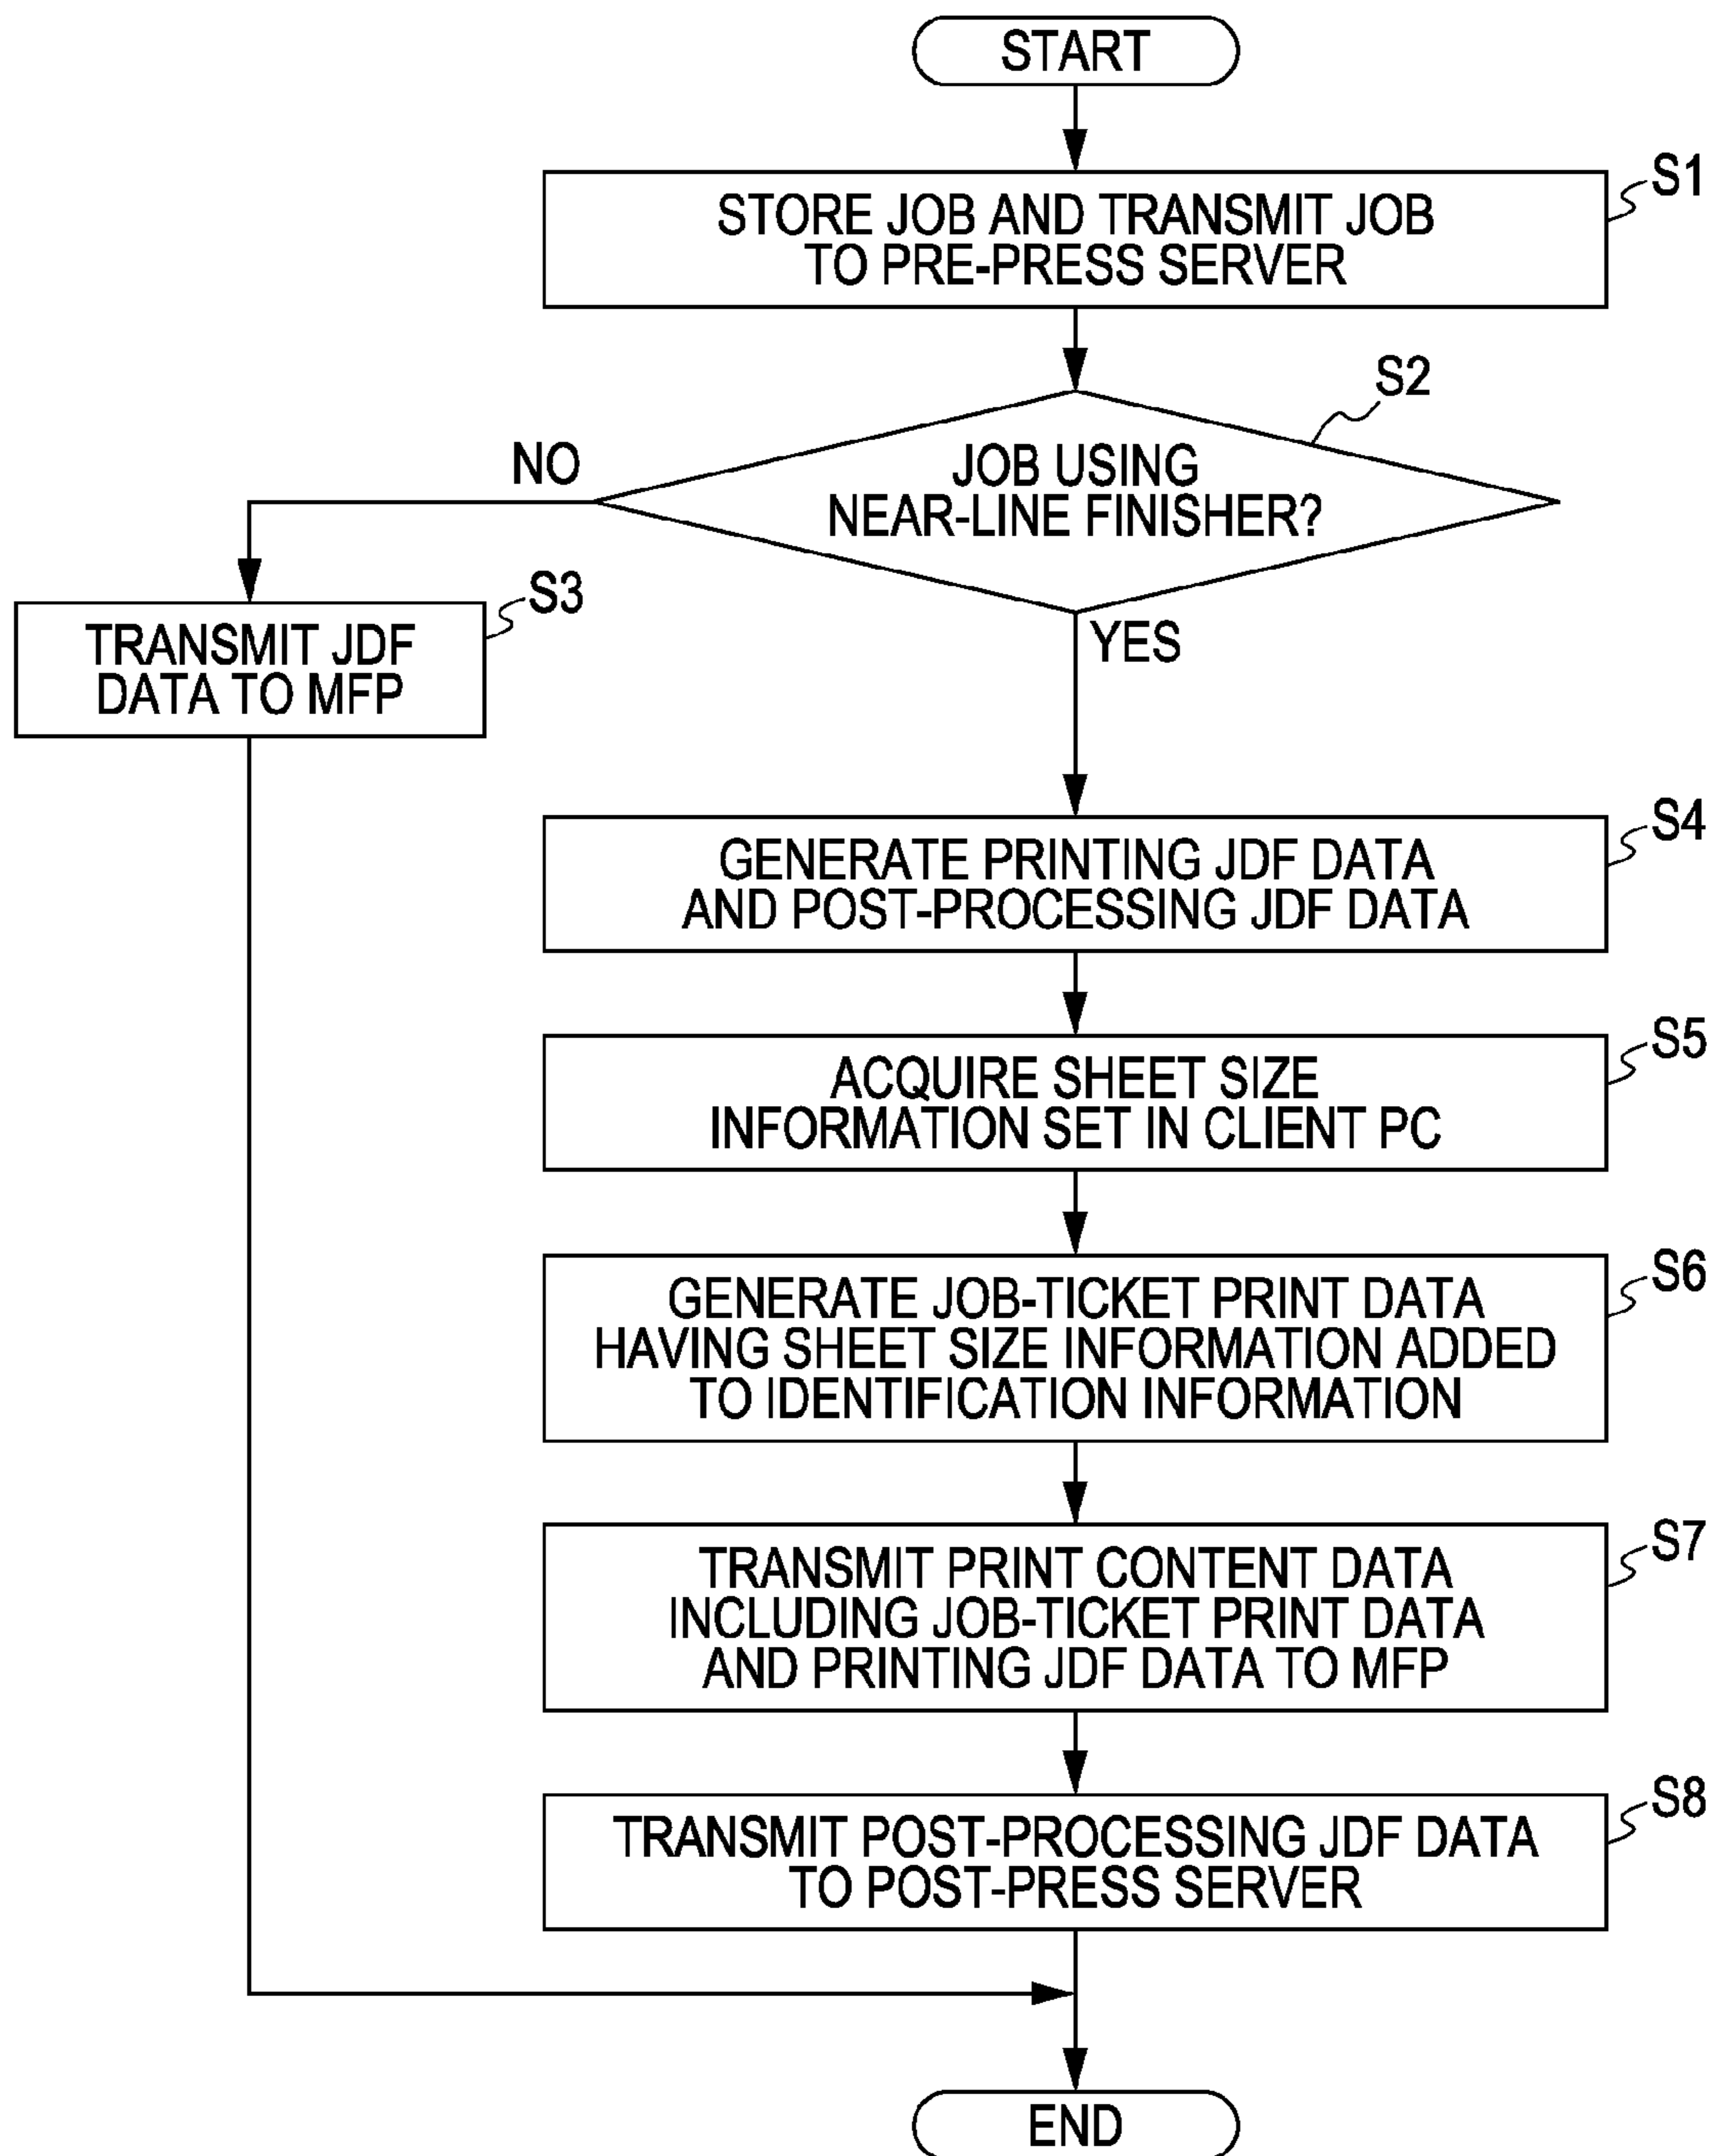 START
S1
STORE JOB AND TRANSMIT JOB
TO PRE-PRESS SERVER
S2
JOB USING
NEAR-LINE FINISHER?
NO
YES
S3
TRANSMIT JDF
DATA TO MFP
S4
GENERATE PRINTING JDF DATA
AND POST-PROCESSING JDF DATA
S5
ACQUIRE SHEET SIZE
INFORMATION SET IN CLIENT PC
S6
GENERATE JOB-TICKET PRINT DATA
HAVING SHEET SIZE INFORMATION ADDED
TO IDENTIFICATION INFORMATION
S7
TRANSMIT PRINT CONTENT DATA
INCLUDING JOB-TICKET PRINT DATA
AND PRINTING JDF DATA TO MFP
S8
TRANSMIT POST-PROCESSING JDF DATA
TO POST-PRESS SERVER
END